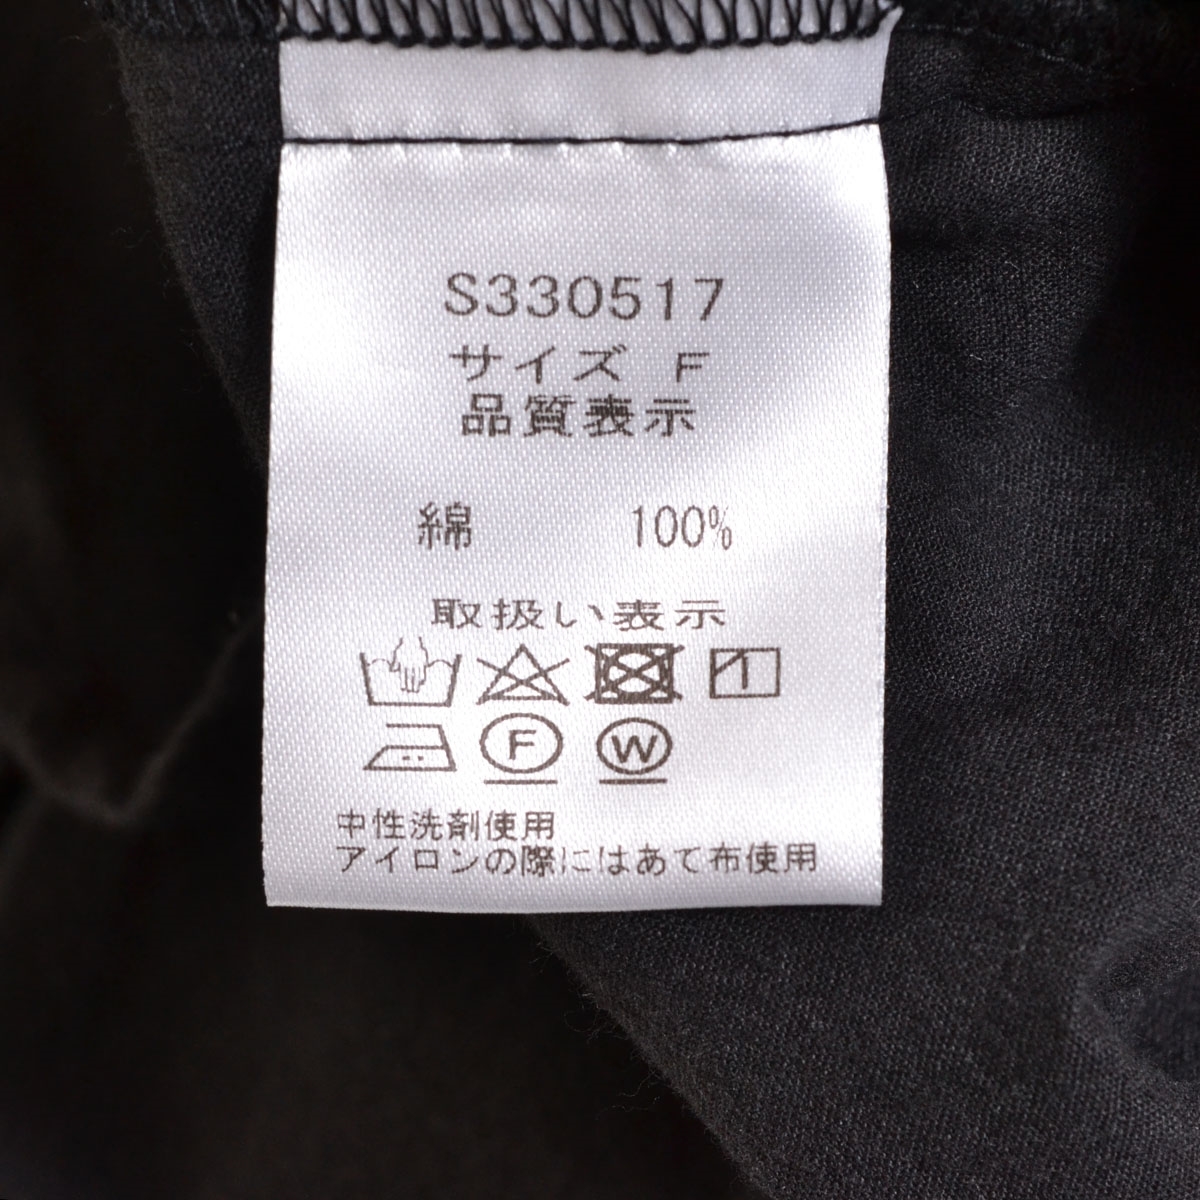 S330517
サイズ F
品質表示
綿 100%
取扱い表示
F W
中性洗剤使用
アイロンの際にはあて布使用